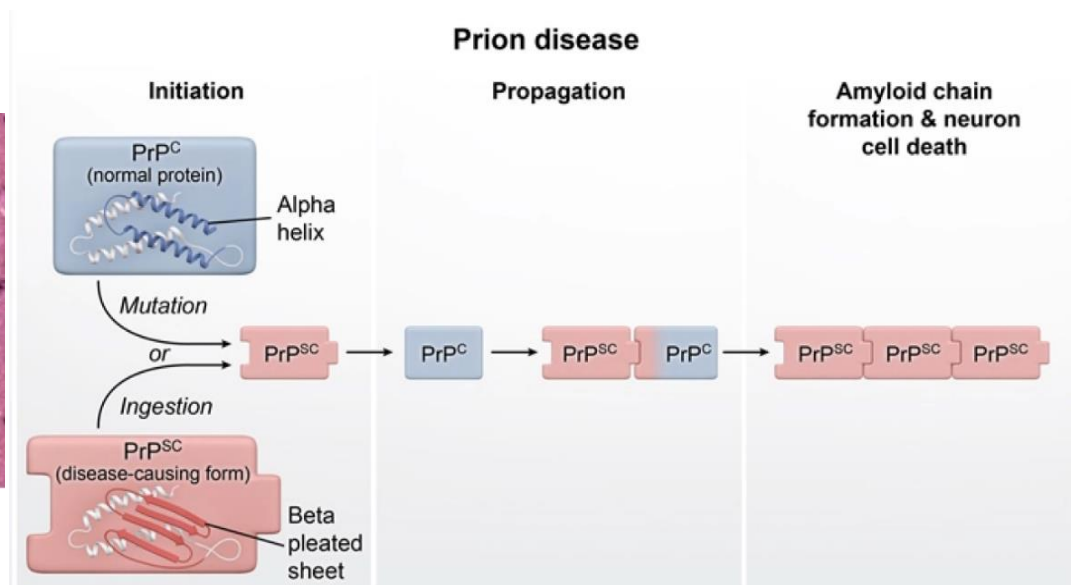 Prion disease
Initiation
PrPC
(normal protein)
Alpha
helix
Mutation
or
Ingestion
PrPSC
PrPSC
(disease-causing form)
Beta
pleated
sheet
Propagation
PrPC
PrPSC
PrPC
Amyloid chain
formation & neuron
cell death
PrPSC
PrPSC
PrPSC